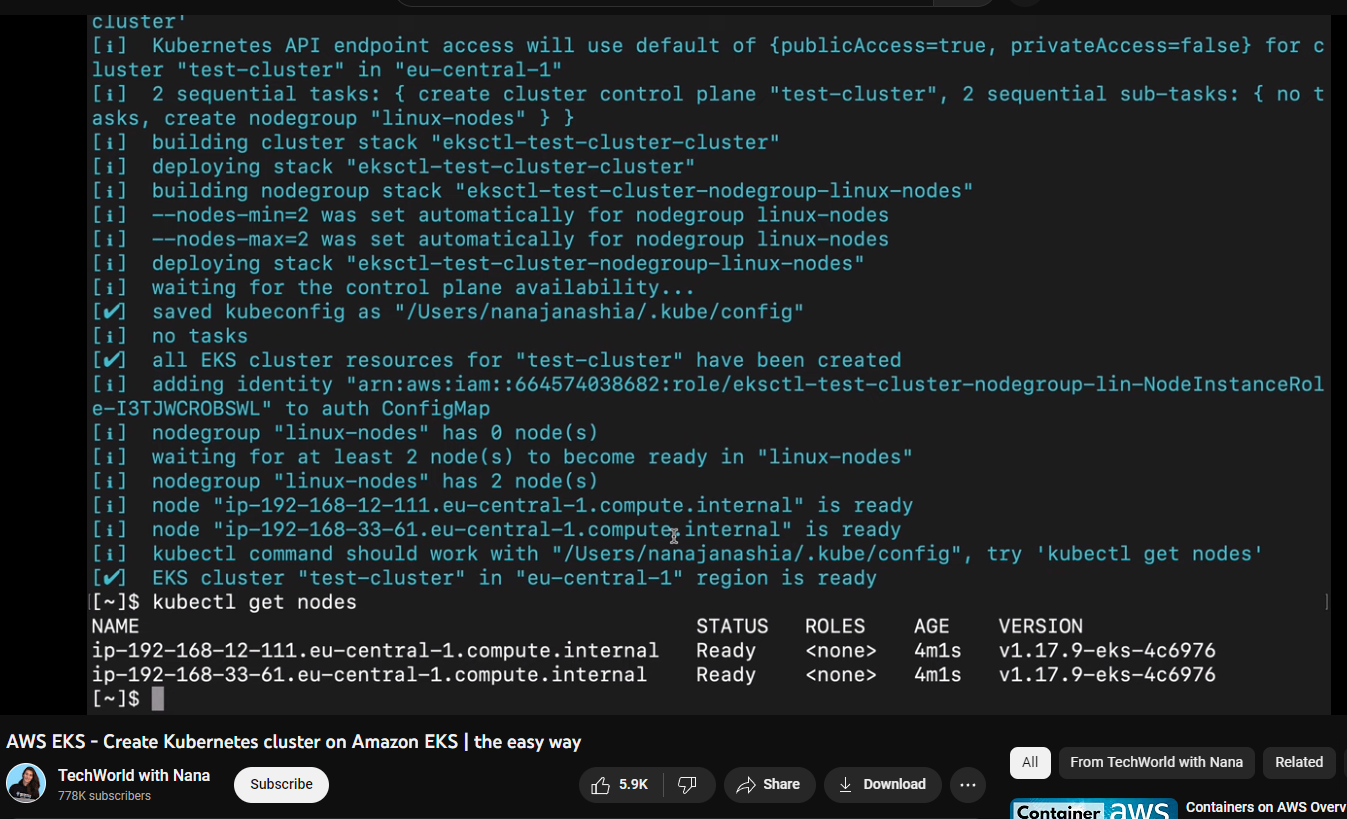 cluster'
[ℹ]  Kubernetes API endpoint access will use default of {publicAccess=true, privateAccess=false} for c
luster "test-cluster" in "eu-central-1"
[ℹ]  2 sequential tasks: { create cluster control plane "test-cluster", 2 sequential sub-tasks: { no t
asks, create nodegroup "linux-nodes" } }
[ℹ]  building cluster stack "eksctl-test-cluster-cluster"
[ℹ]  deploying stack "eksctl-test-cluster-cluster"
[ℹ]  building nodegroup stack "eksctl-test-cluster-nodegroup-linux-nodes"
[ℹ]  --nodes-min=2 was set automatically for nodegroup linux-nodes
[ℹ]  --nodes-max=2 was set automatically for nodegroup linux-nodes
[ℹ]  deploying stack "eksctl-test-cluster-nodegroup-linux-nodes"
[ℹ]  waiting for the control plane availability...
[✔]  saved kubeconfig as "/Users/nanajanashia/.kube/config"
[ℹ]  no tasks
[✔]  all EKS cluster resources for "test-cluster" have been created
[ℹ]  adding identity "arn:aws:iam::664574038682:role/eksctl-test-cluster-nodegroup-lin-NodeInstanceRol
e-I3TJWCROBSWL" to auth ConfigMap
[ℹ]  nodegroup "linux-nodes" has 0 node(s)
[ℹ]  waiting for at least 2 node(s) to become ready in "linux-nodes"
[ℹ]  nodegroup "linux-nodes" has 2 node(s)
[ℹ]  node "ip-192-168-12-111.eu-central-1.compute.internal" is ready
[ℹ]  node "ip-192-168-33-61.eu-central-1.compute.internal" is ready
[ℹ]  kubectl command should work with "/Users/nanajanashia/.kube/config", try 'kubectl get nodes'
[✔]  EKS cluster "test-cluster" in "eu-central-1" region is ready
[~]$ kubectl get nodes
NAME STATUS ROLES AGE VERSION
ip-192-168-12-111.eu-central-1.compute.internal Ready <none> 4m1s v1.17.9-eks-4c6976
ip-192-168-33-61.eu-central-1.compute.internal Ready <none> 4m1s v1.17.9-eks-4c6976
[~]$
AWS EKS - Create Kubernetes cluster on Amazon EKS | the easy way
TechWorld with Nana
778K subscribers
Subscribe
5.9K
Share
Download
All
From TechWorld with Nana
Related
Container aws
Containers on AWS Overv